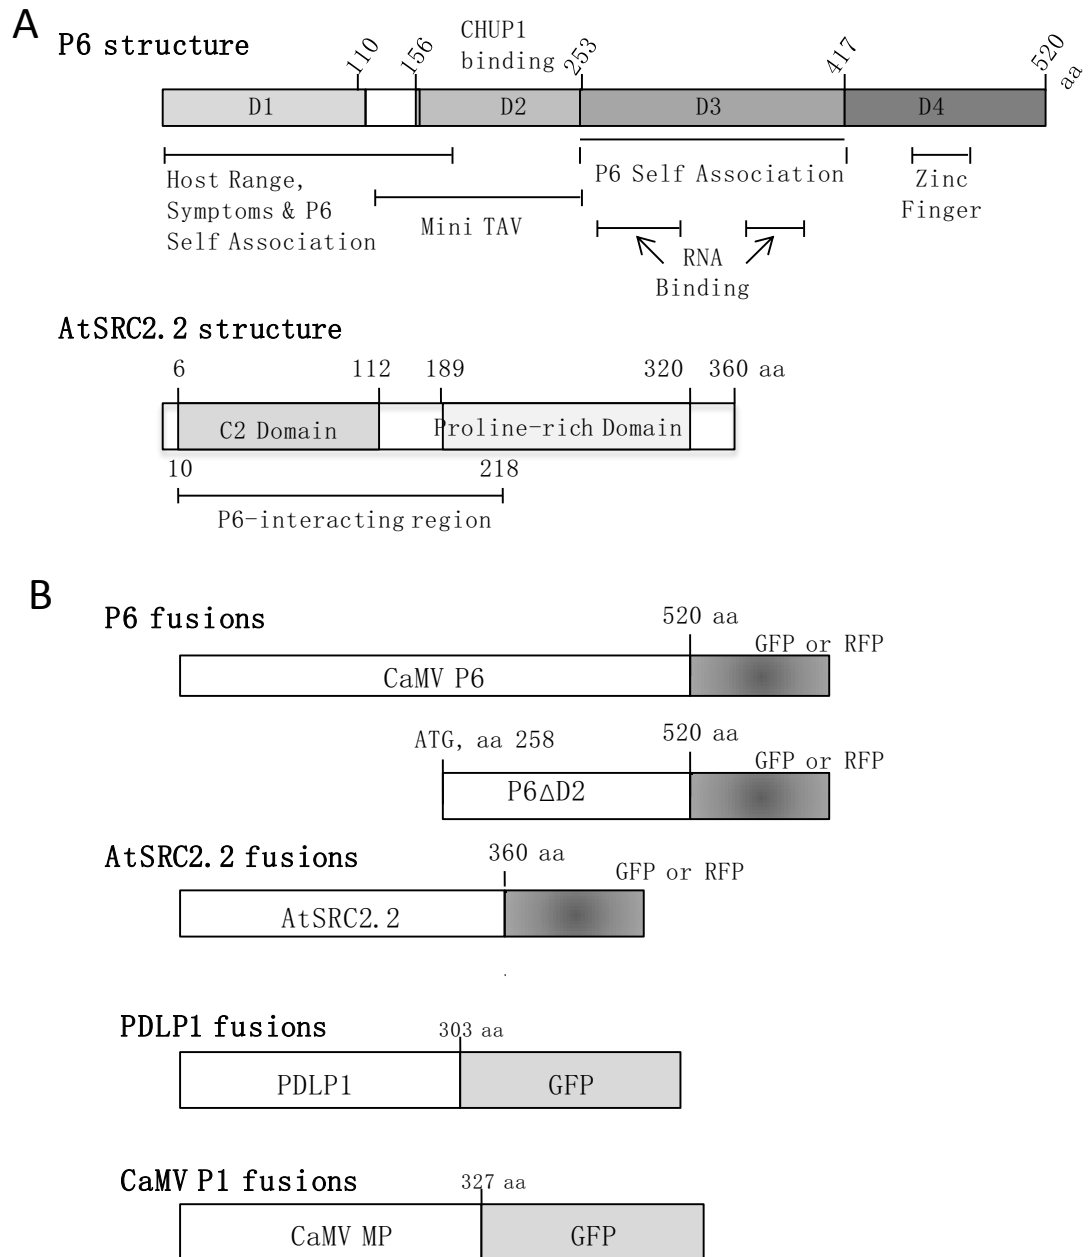 A
P6 structure
CHUP1
binding
110
156
253
417
520
aa
D1
D2
D3
D4
Host Range,
Symptoms & P6
Self Association
Mini TAV
P6 Self Association
Zinc
Finger
RNA
Binding
AtSRC2.2 structure
6
112
189
320
360 aa
C2 Domain
Proline-rich Domain
10
218
P6-interacting region
B
P6 fusions
520 aa
GFP or RFP
CaMV P6
ATG, aa 258
520 aa
GFP or RFP
P6△D2
AtSRC2.2 fusions
360 aa
GFP or RFP
AtSRC2.2
PDLP1 fusions
303 aa
PDLP1
GFP
CaMV P1 fusions
327 aa
CaMV MP
GFP